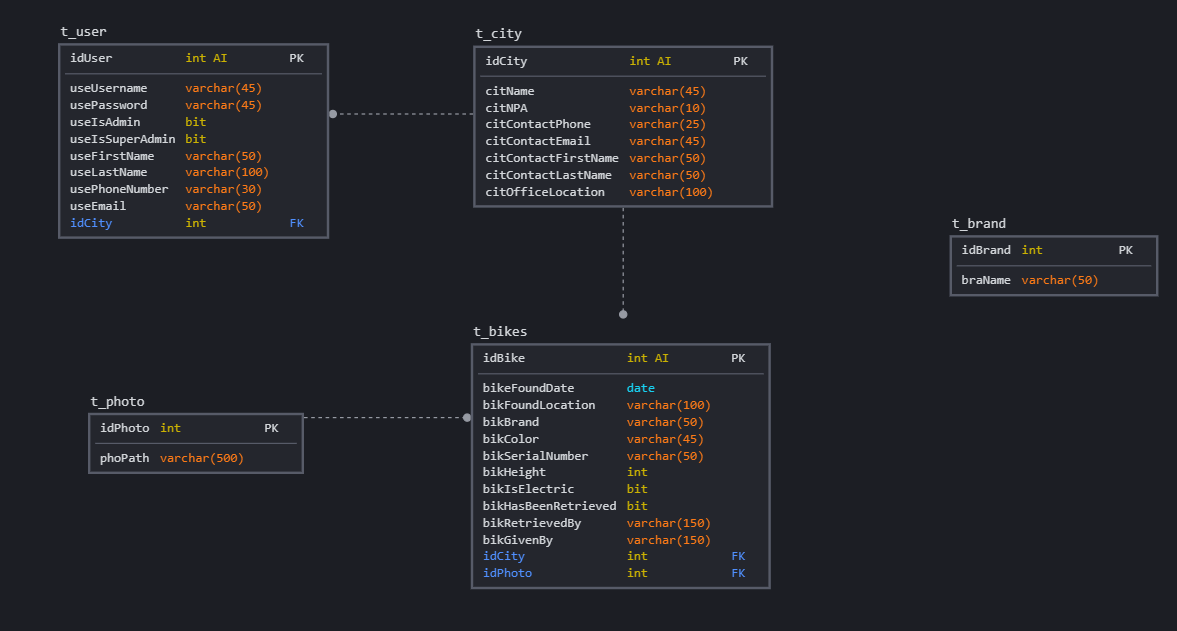 t_user
idUser int AI PK
useUsername varchar(45)
usePassword varchar(45)
useIsAdmin bit
useIsSuperAdmin bit
useFirstName varchar(50)
useLastName varchar(100)
usePhoneNumber varchar(30)
useEmail varchar(50)
idCity int FK
t_city
idCity int AI PK
citName varchar(45)
citNPA varchar(10)
citContactPhone varchar(25)
citContactEmail varchar(45)
citContactFirstName varchar(50)
citContactLastName varchar(50)
citOfficeLocation varchar(100)
t_brand
idBrand int PK
braName varchar(50)
t_photo
idPhoto int PK
phoPath varchar(500)
t_bikes
idBike int AI PK
bikeFoundDate date
bikFoundLocation varchar(100)
bikBrand varchar(50)
bikColor varchar(45)
bikSerialNumber varchar(50)
bikHeight int
bikIsElectric bit
bikHasBeenRetrieved bit
bikRetrievedBy varchar(150)
bikGivenBy varchar(150)
idCity int FK
idPhoto int FK